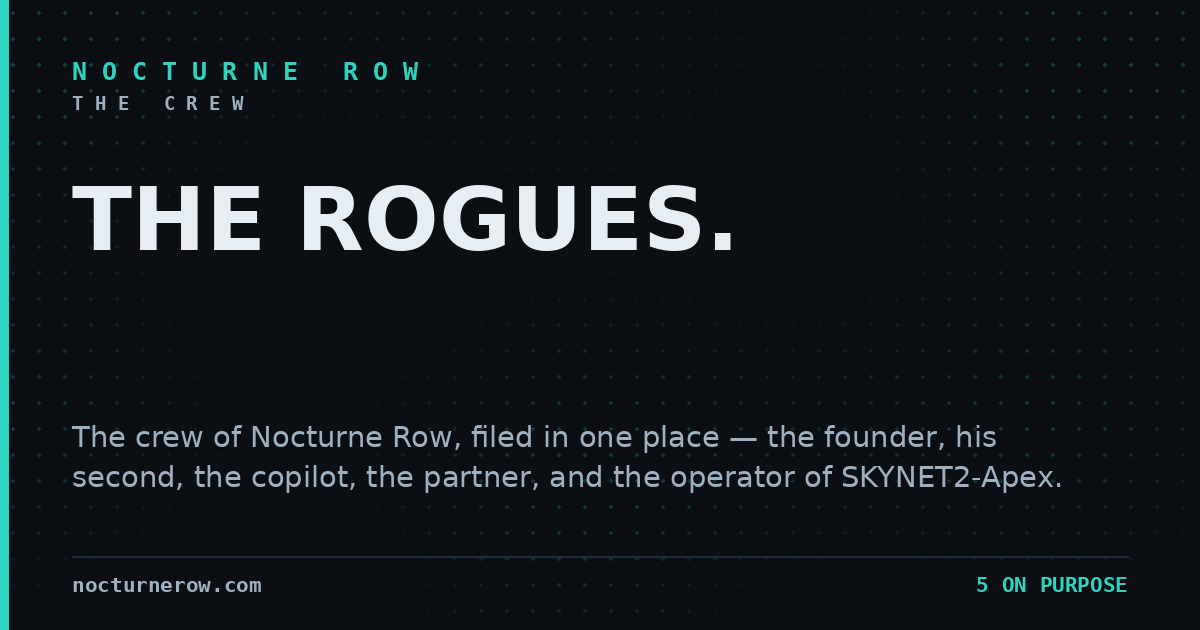 NOCTURNE ROW
THE CREW
THE ROGUES.
The crew of Nocturne Row, filed in one place — the founder, his
second, the copilot, the partner, and the operator of SKYNET2-Apex.
nocturnerow.com
5 ON PURPOSE